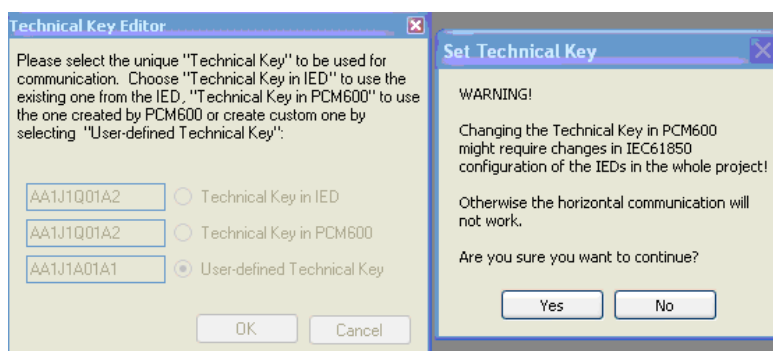 Technical Key Editor
Please select the unique "Technical Key" to be used for
communication. Choose "Technical Key in IED" to use the
existing one from the IED, "Technical Key in PCM600" to use
the one created by PCM600 or create custom one by
selecting "User-defined Technical Key":
AA1J1Q01A2 Technical Key in IED
AA1J1Q01A2 Technical Key in PCM600
AA1J1A01A1 User-defined Technical Key
OK Cancel
Set Technical Key
WARNING!
Changing the Technical Key in PCM600
might require changes in IEC61850
configuration of the IEDs in the whole project!
Otherwise the horizontal communication will
not work.
Are you sure you want to continue?
Yes No